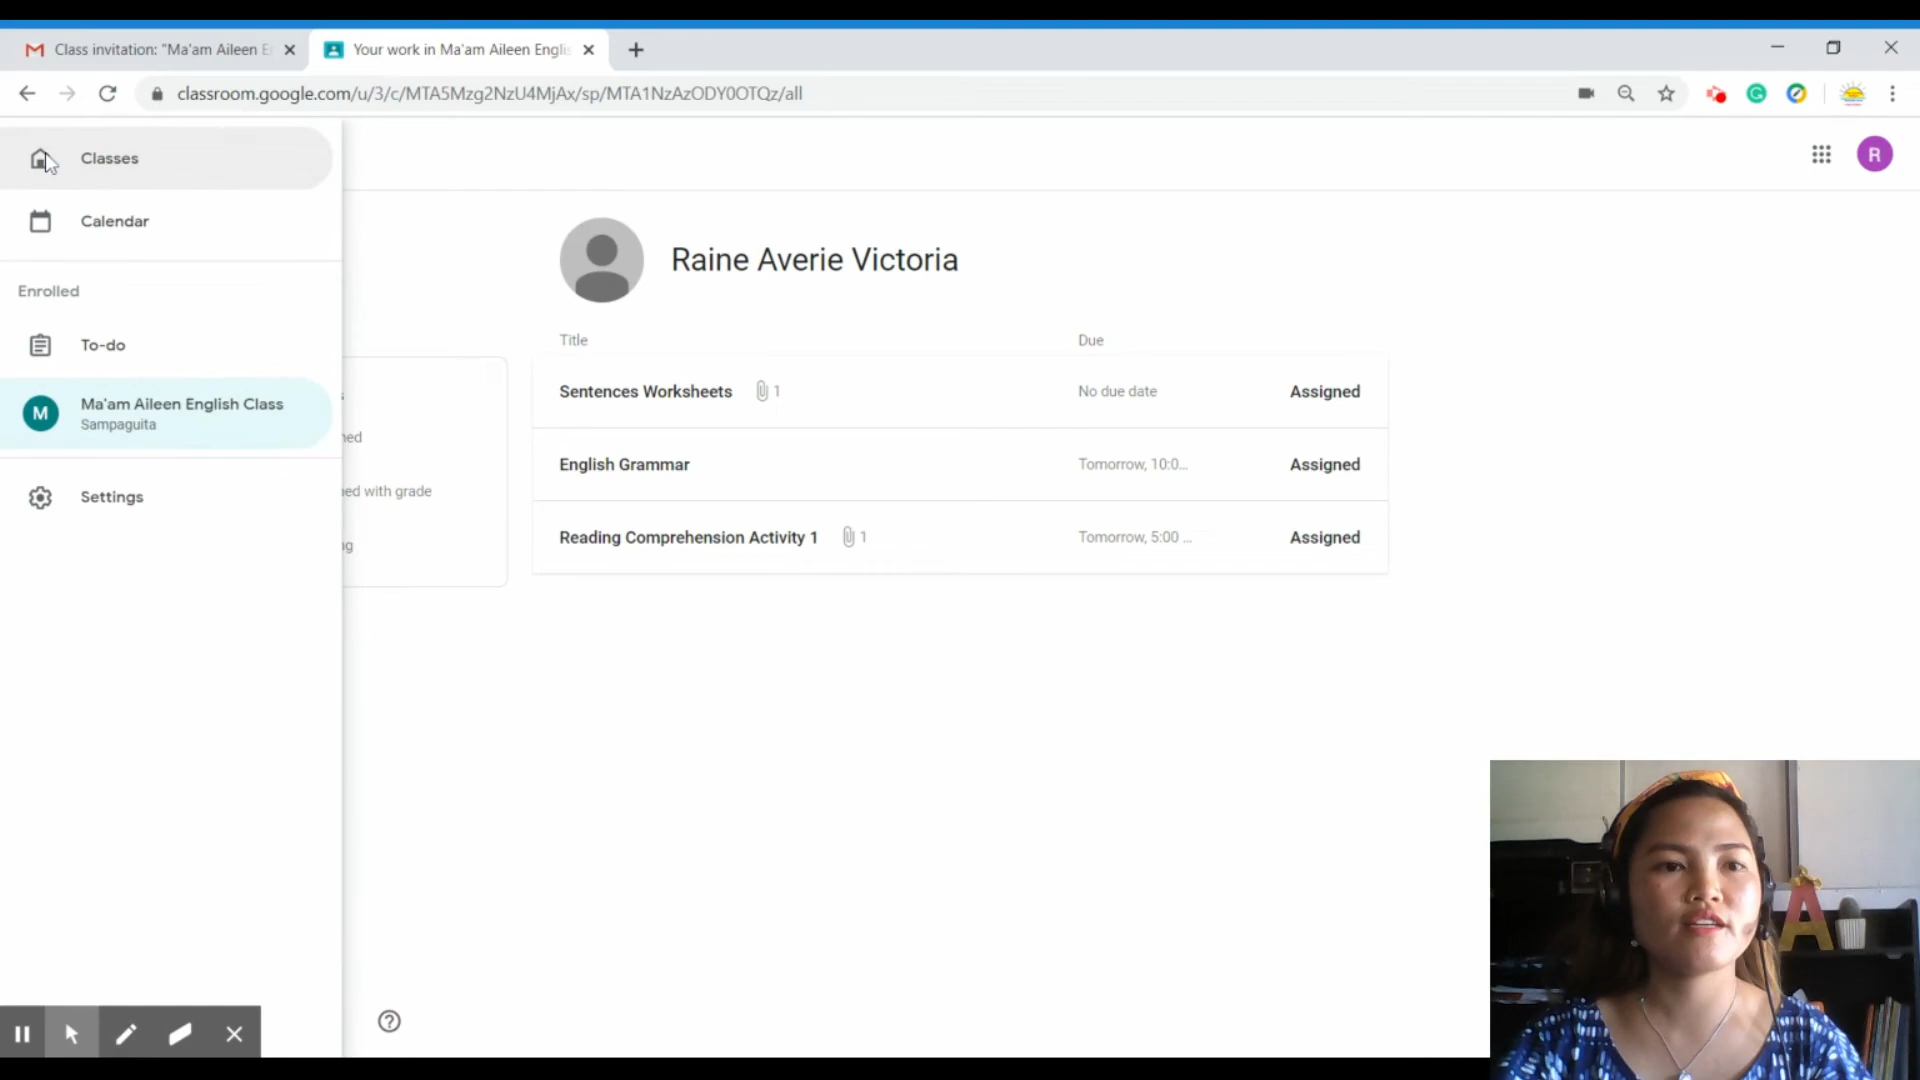 Class invitation: "Ma'am Aileen E
Your work in Ma'am Aileen Englis
classroom.google.com/u/3/c/MTA5Mzg2NzU4MjAx/sp/MTA1NzAzODY0OTQz/all
Classes
R
Calendar
Raine Averie Victoria
Enrolled
Title Due
To-do
Sentences Worksheets 1 No due date Assigned
M Ma'am Aileen English Class
Sampaguita
ned
English Grammar Tomorrow, 10:0... Assigned
Settings
ed with grade
Reading Comprehension Activity 1 1 Tomorrow, 5:00 ... Assigned
g
A